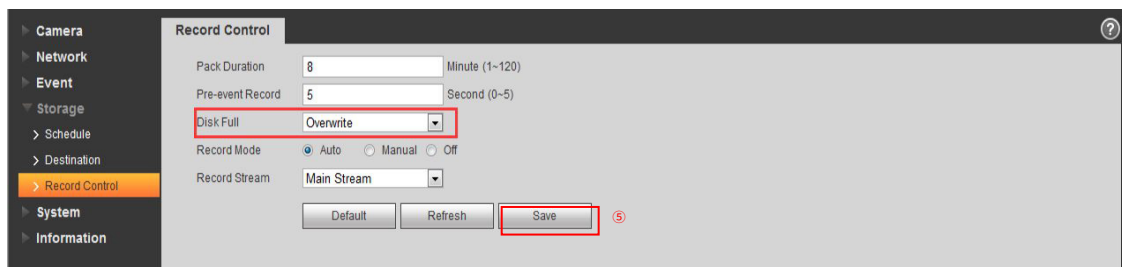 Camera
Network
Event
Storage
Schedule
Destination
Record Control
System
Information
Record Control
?
Pack Duration 8 Minute (1~120)
Pre-event Record 5 Second (0~5)
Disk Full Overwrite
Record Mode Auto Manual Off
Record Stream Main Stream
Default Refresh Save ⑤